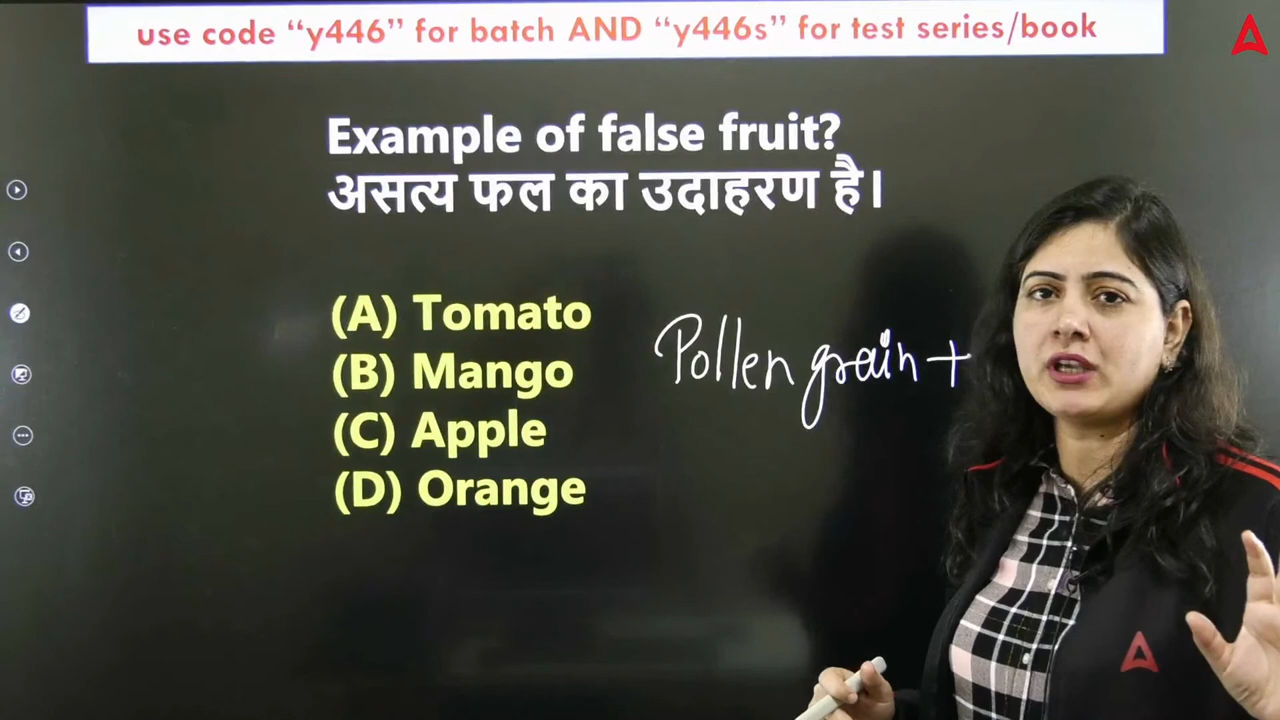 use code “y446” for batch AND “y446s” for test series/book
Example of false fruit?
असत्य फल का उदाहरण है।
(A) Tomato
(B) Mango
(C) Apple
(D) Orange
Pollen grain +